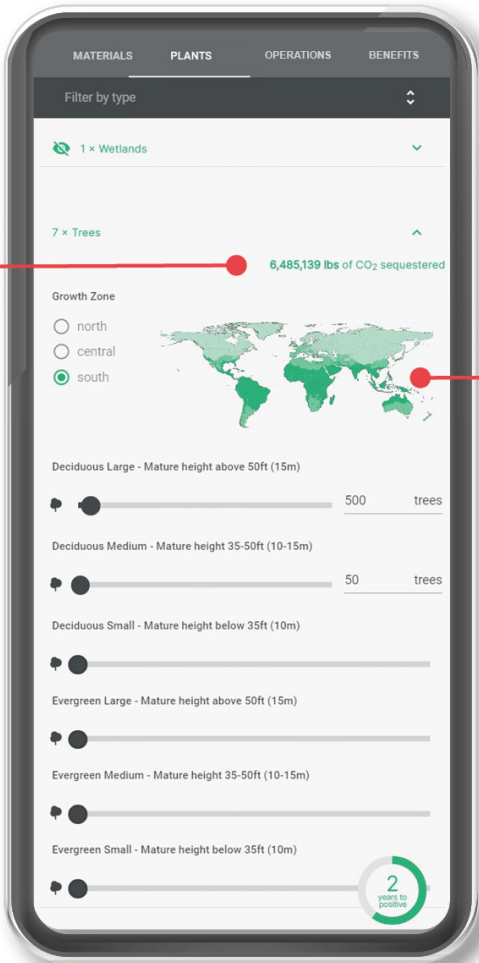 MATERIALS PLANTS OPERATIONS BENEFITS
Filter by type
1 × Wetlands
7 × Trees
6,485,139 lbs of CO₂ sequestered
Growth Zone
north
central
south
Deciduous Large - Mature height above 50ft (15m)
500 trees
Deciduous Medium - Mature height 35-50ft (10-15m)
50 trees
Deciduous Small - Mature height below 35ft (10m)
Evergreen Large - Mature height above 50ft (15m)
Evergreen Medium - Mature height 35-50ft (10-15m)
Evergreen Small - Mature height below 35ft (10m)
2
years to
positive